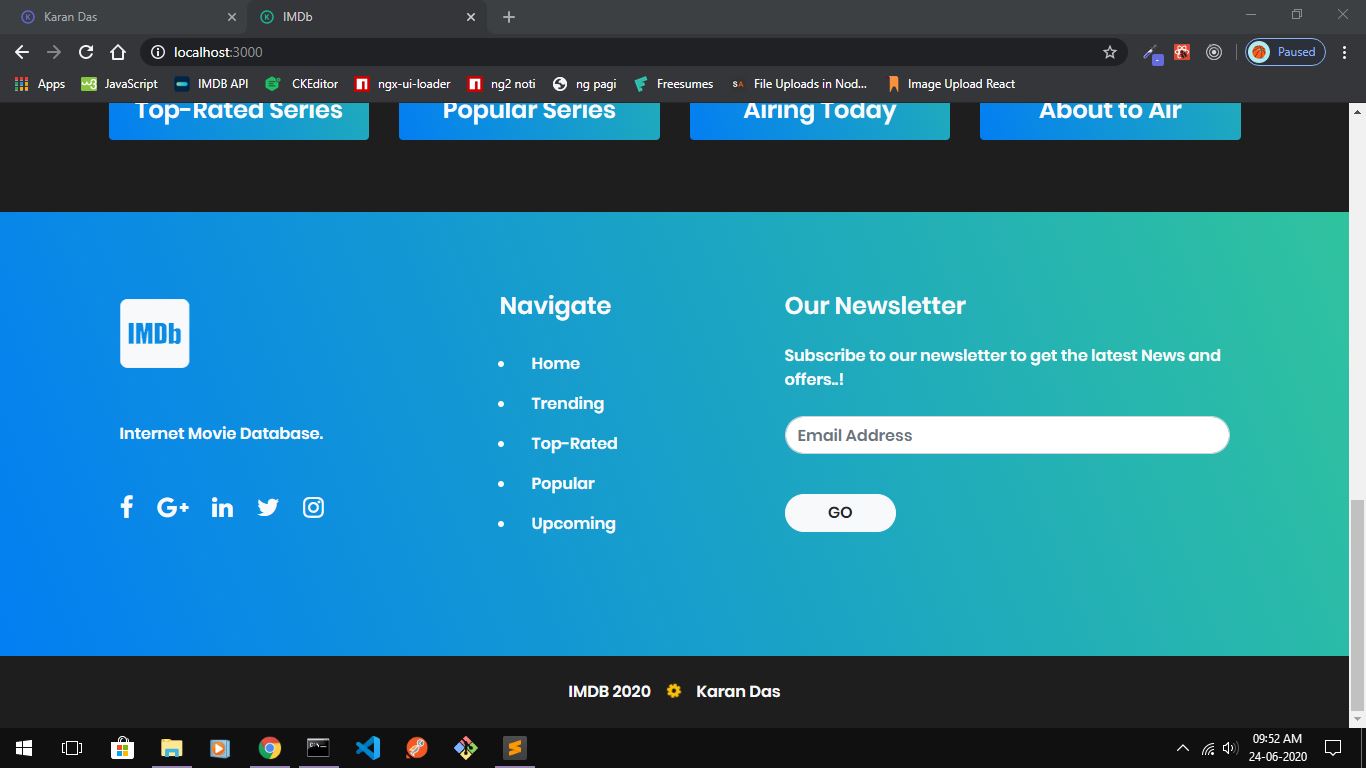 Karan Das
IMDb
localhost:3000
Paused
Apps
JavaScript
IMDB API
CKEditor
ngx-ui-loader
ng2 noti
ng pagi
Freesumes
File Uploads in Nod...
Image Upload React
Top-Rated Series
Popular Series
Airing Today
About to Air
IMDb
Internet Movie Database.
Navigate
Home
Trending
Top-Rated
Popular
Upcoming
Our Newsletter
Subscribe to our newsletter to get the latest News and
offers..!
Email Address
GO
IMDB 2020 Karan Das
09:52 AM
24-06-2020